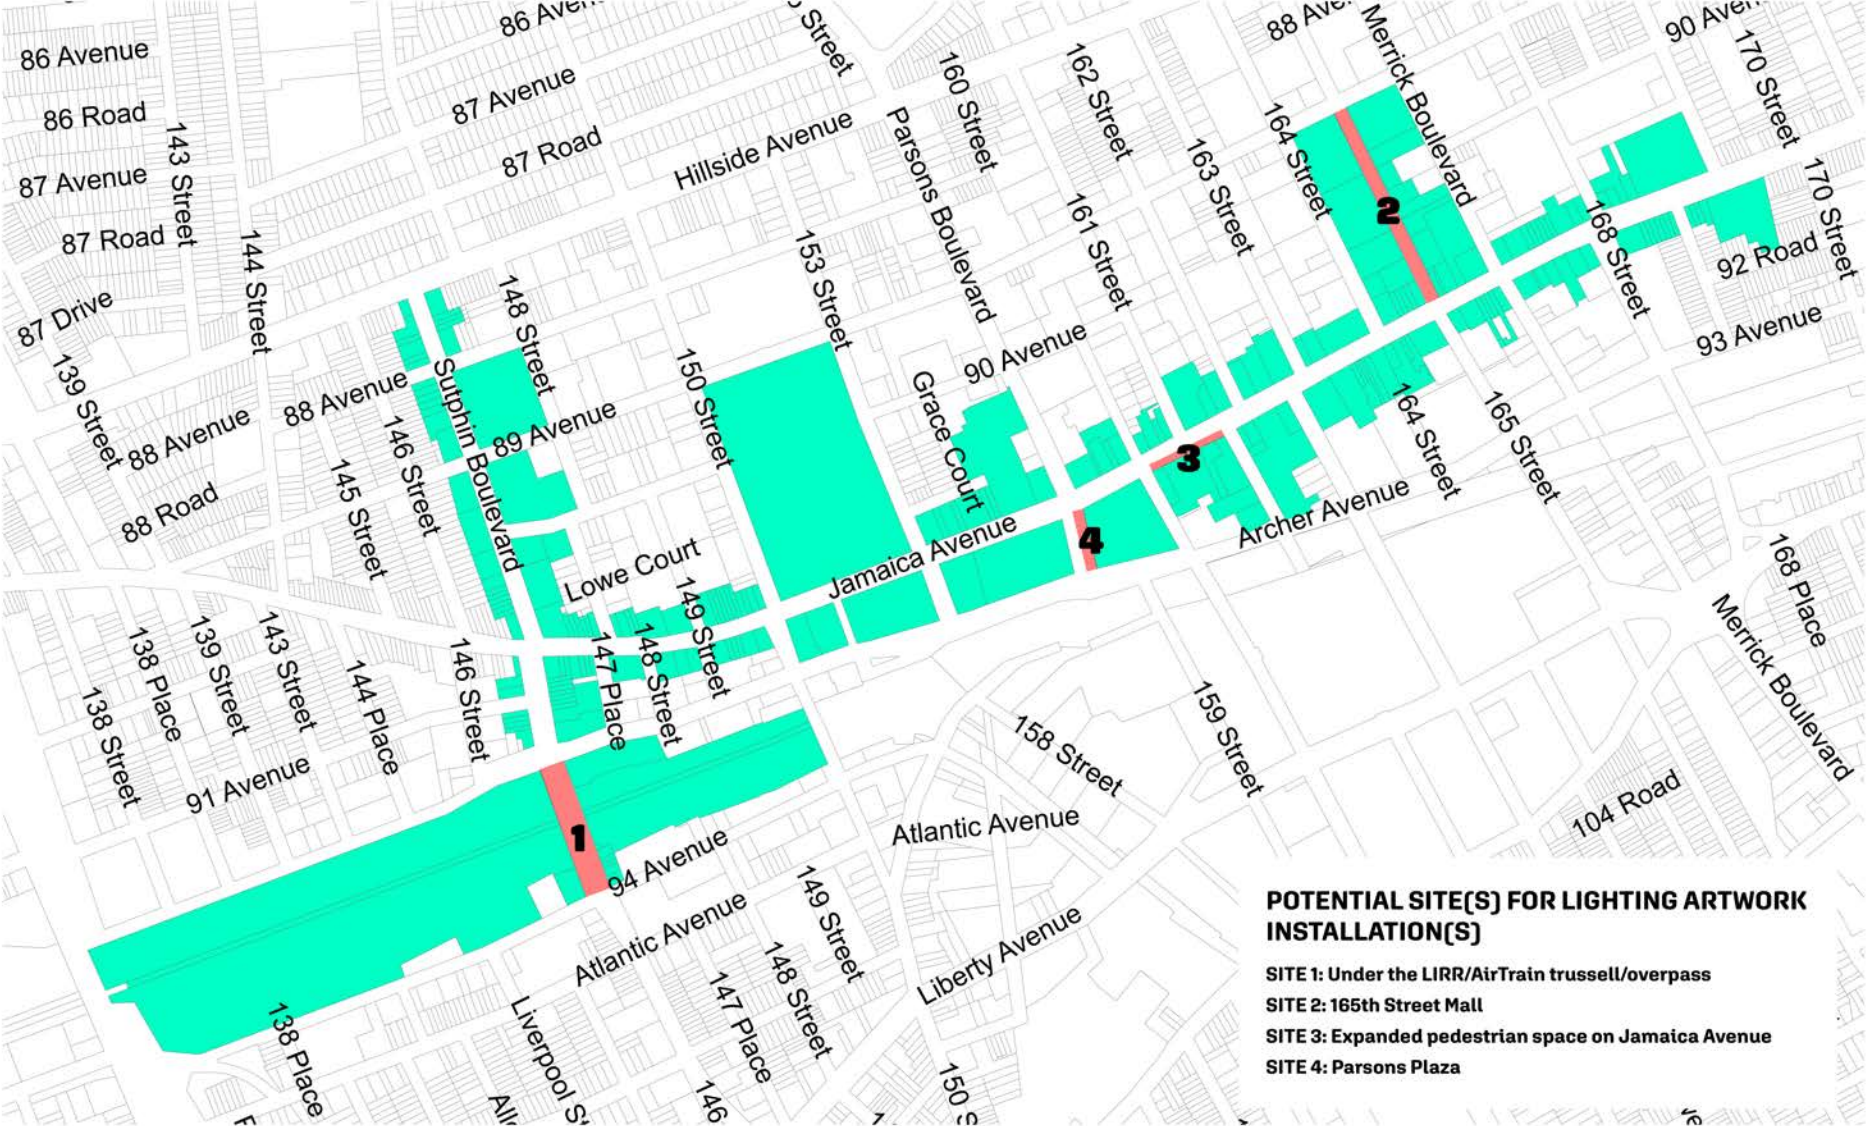 86 Avenue
86 Road
87 Avenue
87 Road
87 Drive
139 Street
143 Street
144 Street
87 Avenue
87 Road
Hillside Avenue
Street
160 Street
162 Street
88
Merrick Boulevard
90
170 Street
Parsons Boulevard
161 Street
163 Street
164 Street
2
168 Street
170 Street
92 Road
93 Avenue
148 Street
153 Street
88 Avenue
88 Avenue
88 Road
145 Street
146 Street
Sutphin Boulevard
89 Avenue
150 Street
Grace Court
90 Avenue
3
4
164 Street
165 Street
Archer Avenue
Jamaica Avenue
Lowe Court
149 Street
148 Street
147 Place
168 Place
Merrick Boulevard
138 Street
138 Place
139 Street
143 Street
144 Place
146 Street
91 Avenue
158 Street
159 Street
104 Road
1
94 Avenue
Atlantic Avenue
Atlantic Avenue
149 Street
148 Street
147 Place
Liberty Avenue
138 Place
Liverpool
146
150
POTENTIAL SITE(S) FOR LIGHTING ARTWORK
INSTALLATION(S)
SITE 1: Under the LIRR/AirTrain trussell/overpass
SITE 2: 165th Street Mall
SITE 3: Expanded pedestrian space on Jamaica Avenue
SITE 4: Parsons Plaza